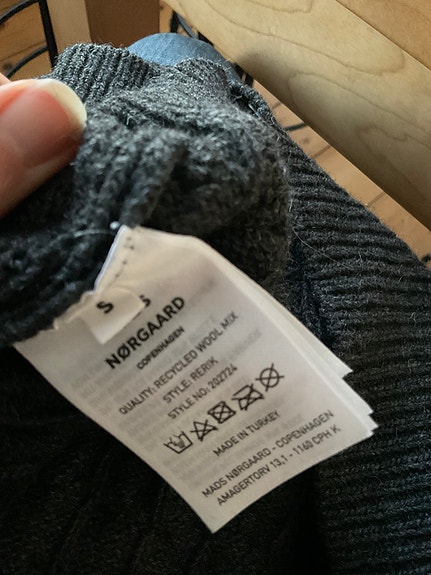 S
S
NØRGAARD
COPENHAGEN
QUALITY: RECYCLED WOOL MIX
STYLE: RERIK
STYLE NO: 202224
MADE IN TURKEY
MADS NØRGAARD - COPENHAGEN
AMAGERTORV 13,1 - 1160 CPH K